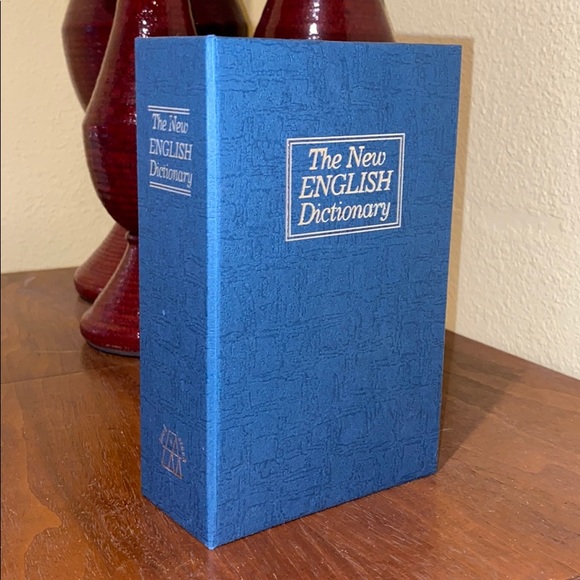 The New
ENGLISH
Dictionary
The New
ENGLISH
Dictionary